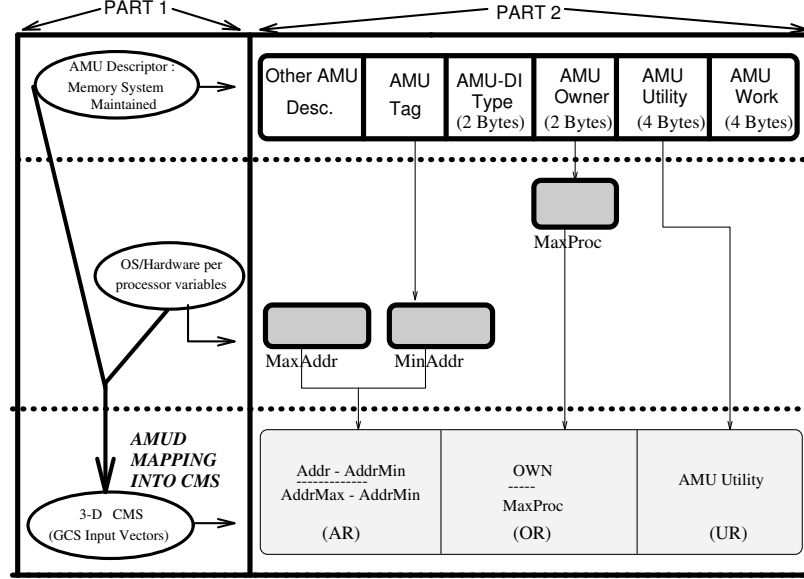 PART 1
PART 2
AMU Descriptor :
Memory System
Maintained
Other AMU
Desc.
AMU
Tag
AMU-DI
Type
(2 Bytes)
AMU
Owner
(2 Bytes)
AMU
Utility
(4 Bytes)
AMU
Work
(4 Bytes)
MaxProc
OS/Hardware per
processor variables
MaxAddr
MinAddr
AMUD
MAPPING
INTO CMS
3-D CMS
(GCS Input Vectors)
Addr - AddrMin
-------------
AddrMax - AddrMin
(AR)
OWN
-----
MaxProc
(OR)
AMU Utility
(UR)